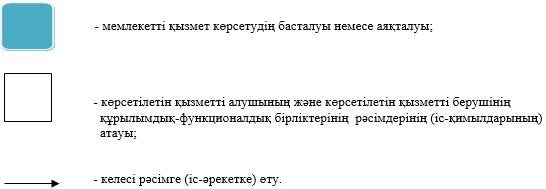 - мемлекетті қызмет көрсетудің басталуы немесе аяқталуы;
- көрсетілетін қызметті алушының және көрсетілетін қызметті берушінің
құрылымдық-функционалдық бірліктерінің рәсімдерінің (іс-қимылдарының)
атауы;
- келесі рәсімге (іс-әрекетке) өту.